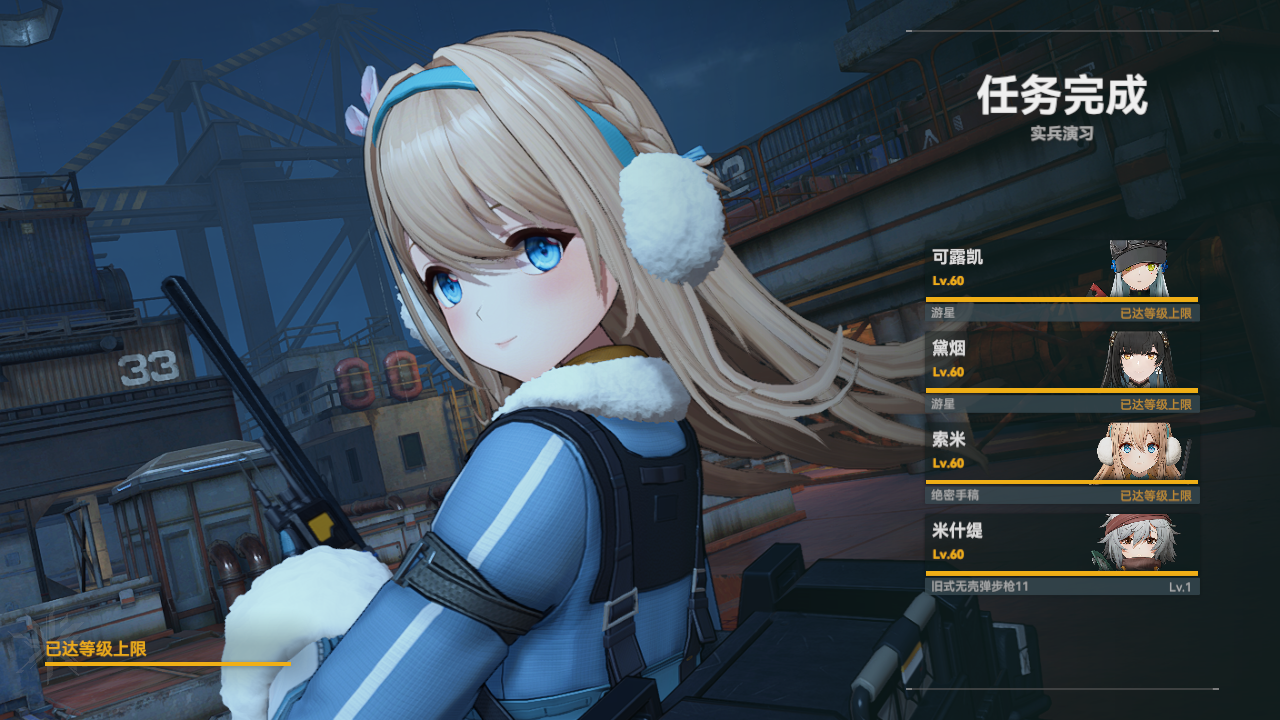 任务完成
实兵演习
可露凯
Lv.60
游星 已达等级上限
黛烟
Lv.60
游星 已达等级上限
索米
Lv.60
绝密手稿 已达等级上限
米什缇
Lv.60
旧式无壳弹步枪11 Lv.1
33
已达等级上限